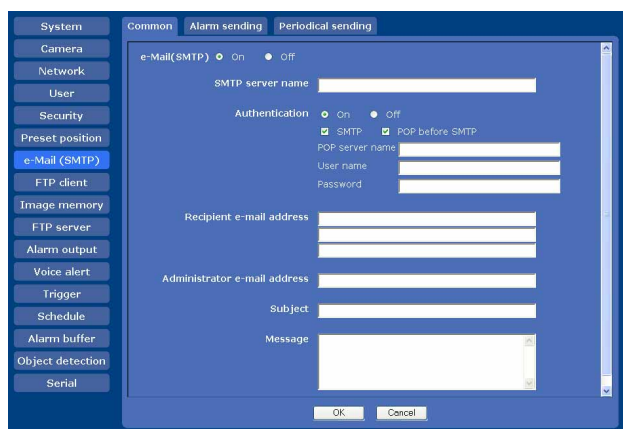 System
Camera
Network
User
Security
Preset position
e-Mail (SMTP)
FTP client
Image memory
FTP server
Alarm output
Voice alert
Trigger
Schedule
Alarm buffer
Object detection
Serial
Common Alarm sending Periodical sending
e-Mail(SMTP) On Off
SMTP server name
Authentication On Off
SMTP POP before SMTP
POP server name
User name
Password
Recipient e-mail address
Administrator e-mail address
Subject
Message
OK Cancel